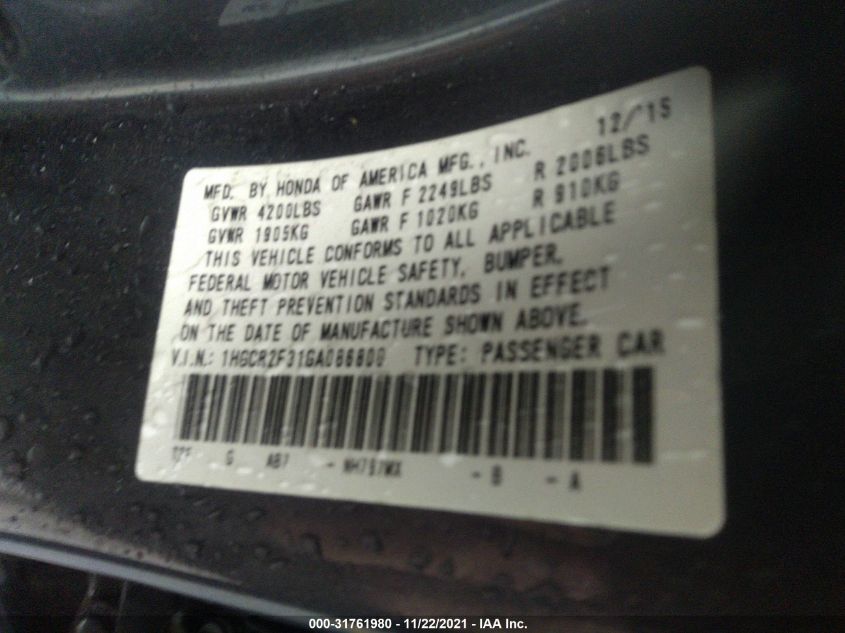 MFD. BY HONDA OF AMERICA MFG., INC. 12/15
GVWR 4200LBS GAWR F 2249LBS R 2006LBS
GVWR 1905KG GAWR F 1020KG R 910KG
THIS VEHICLE CONFORMS TO ALL APPLICABLE
FEDERAL MOTOR VEHICLE SAFETY, BUMPER,
AND THEFT PREVENTION STANDARDS IN EFFECT
ON THE DATE OF MANUFACTURE SHOWN ABOVE.
V.I.N.: TYPE: PASSENGER CAR
G AB7 - NH797MX - B - A
000-31761980 - 11/22/2021 - IAA Inc.